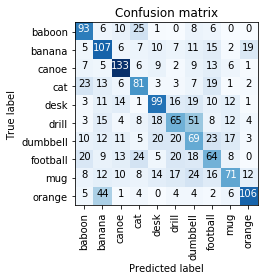 Confusion matrix
True label
baboon 93 6 10 25 1 0 8 6 0 0
banana 7 107 6 7 10 7 11 15 2 19
canoe 7 5 133 6 9 2 9 13 6 1
cat 23 13 6 81 3 3 7 19 1 2
desk 3 11 14 1 99 16 19 10 12 1
drill 3 15 4 8 18 65 51 8 12 4
dumbbell 10 12 11 5 20 20 69 23 17 3
football 20 9 13 24 5 20 18 64 8 0
mug 8 12 10 8 14 17 24 16 71 12
orange 5 44 1 4 0 4 4 2 6 106
baboon banana canoe cat desk drill dumbbell football mug orange
Predicted label